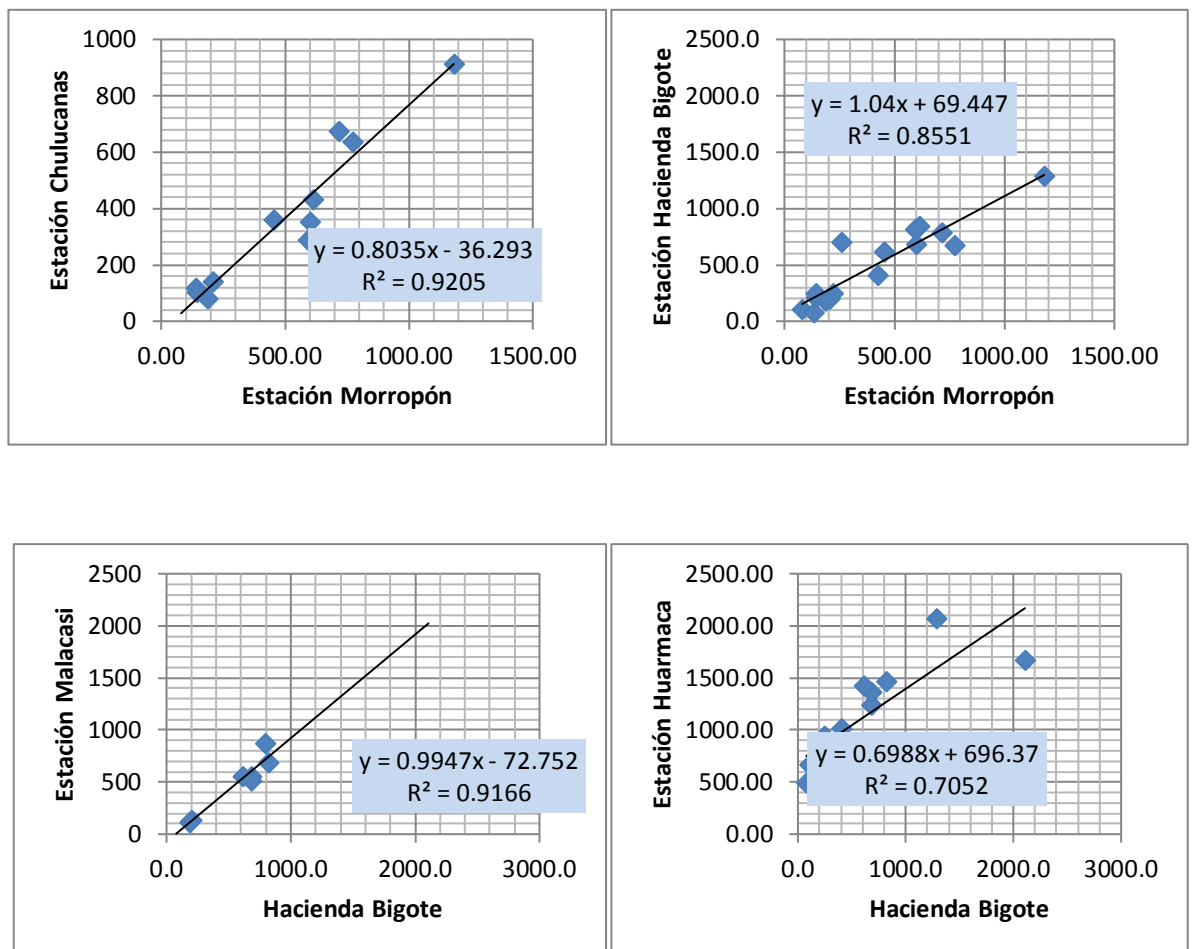 Estación Chulucanas
1000
800
600
400
200
0
y = 0.8035x - 36.293
R² = 0.9205
0.00 500.00 1000.00 1500.00
Estación Morropón
Estación Hacienda Bigote
2500.0
2000.0
1500.0
1000.0
500.0
0.0
y = 1.04x + 69.447
R² = 0.8551
0.00 500.00 1000.00 1500.00
Estación Morropón
Estación Malacasi
2500
2000
1500
1000
500
0
y = 0.9947x - 72.752
R² = 0.9166
0.0 1000.0 2000.0 3000.0
Hacienda Bigote
Estación Huarmaca
2500.00
2000.00
1500.00
1000.00
500.00
0.00
y = 0.6988x + 696.37
R² = 0.7052
0.0 1000.0 2000.0 3000.0
Hacienda Bigote